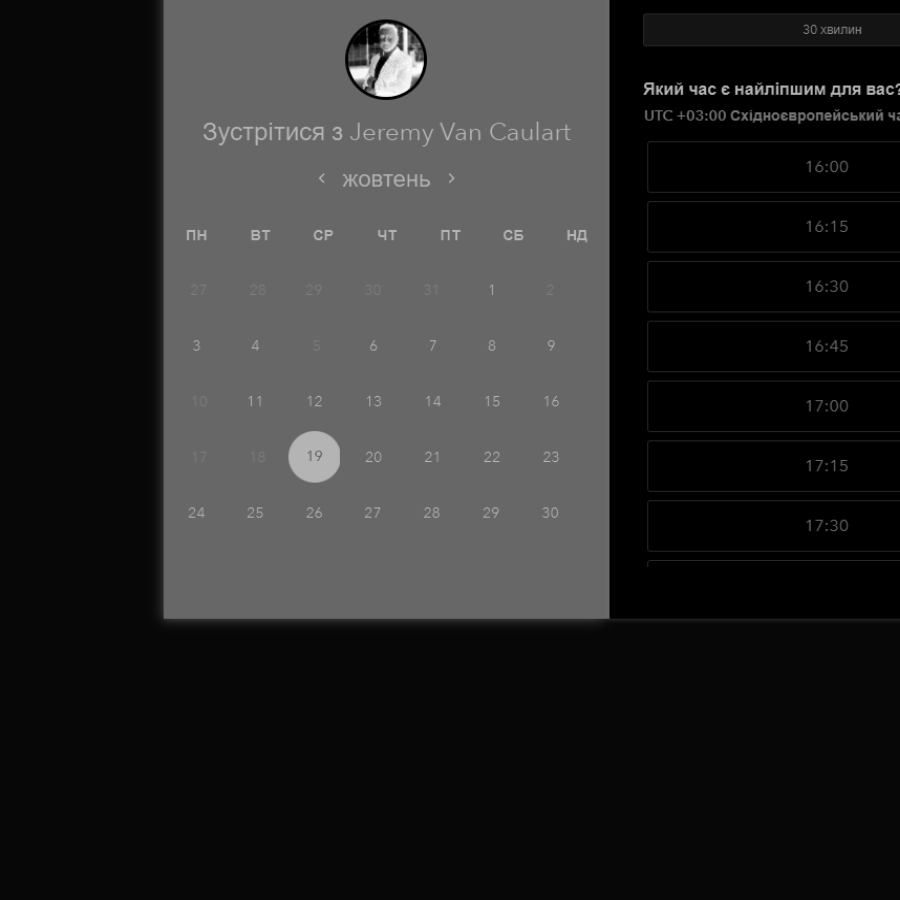 Зустрітися з Jeremy Van Caulart
жовтень
ПН ВТ СР ЧТ ПТ СБ НД
27 28 29 30 31 1 2
3 4 5 6 7 8 9
10 11 12 13 14 15 16
17 18 19 20 21 22 23
24 25 26 27 28 29 30
30 хвилин
Який час є найліпшим для вас?
UTC +03:00 Східноєвропейський ча
16:00
16:15
16:30
16:45
17:00
17:15
17:30